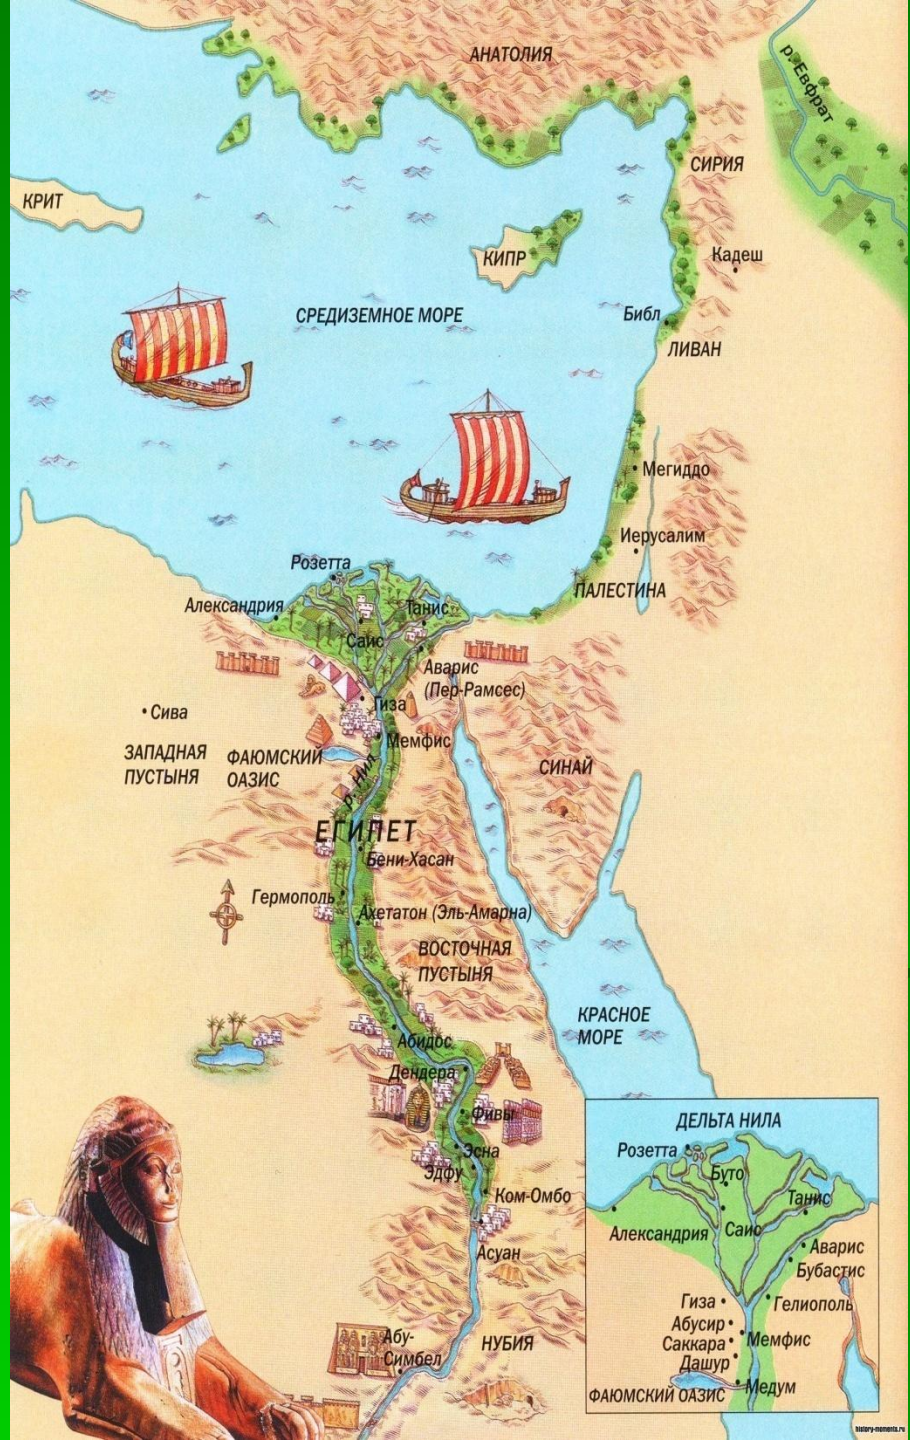 АНАТОЛИЯ
р. Евфрат
СИРИЯ
КРИТ
КИПР
Кадеш
СРЕДИЗЕМНОЕ МОРЕ
Библ
ЛИВАН
Мегиддо
Иерусалим
Розетта
ПАЛЕСТИНА
Александрия
Танис
Саис
Аварис
(Пер-Рамсес)
Гиза
Сива
Мемфис
ЗАПАДНАЯ
ПУСТЫНЯ
ФАЮМСКИЙ
ОАЗИС
СИНАЙ
р. Нил
ЕГИПЕТ
Бени-Хасан
Гермополь
Ахетатон (Эль-Амарна)
ВОСТОЧНАЯ
ПУСТЫНЯ
КРАСНОЕ
МОРЕ
Абидос
Дендера
Фивы
Эсна
Эдфу
Ком-Омбо
Асуан
НУБИЯ
Абу-
Симбел
ДЕЛЬТА НИЛА
Розетта
Буто
Танис
Александрия
Саис
Аварис
Бубастис
Гиза
Гелиополь
Абусир
Саккара
Мемфис
Дашур
Медум
ФАЮМСКИЙ ОАЗИС
history-moments.ru